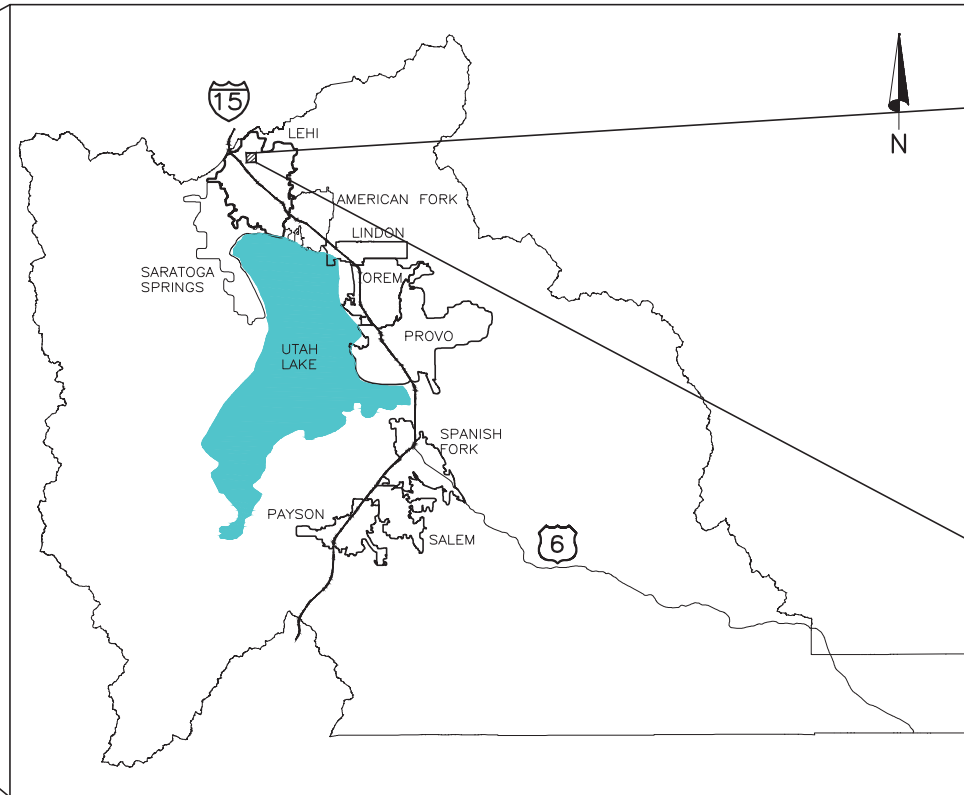 15
LEHI
N
AMERICAN FORK
LINDON
SARATOGA
SPRINGS
OREM
PROVO
UTAH
LAKE
SPANISH
FORK
PAYSON
SALEM
6